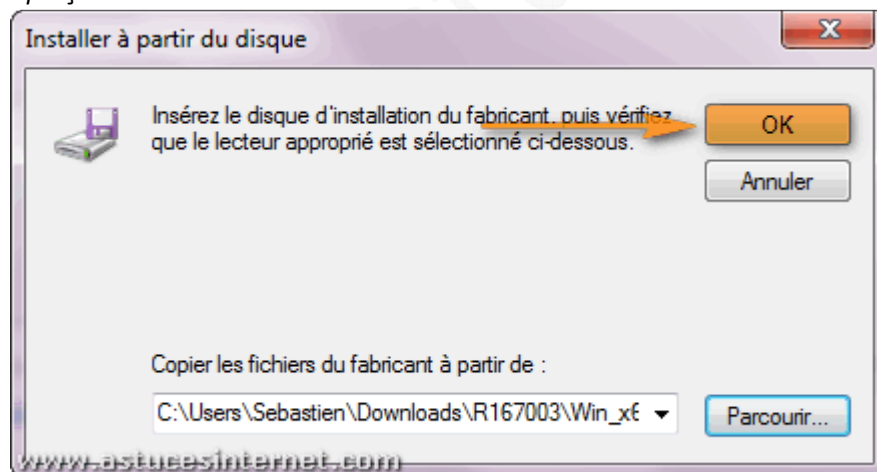 Installer à partir du disque
Insérez le disque d'installation du fabricant, puis vérifiez
que le lecteur approprié est sélectionné ci-dessous.
OK
Annuler
Copier les fichiers du fabricant à partir de :
C:\Users\Sebastien\Downloads\R167003\Win_x6
Parcourir...
www.astucesinternet.com